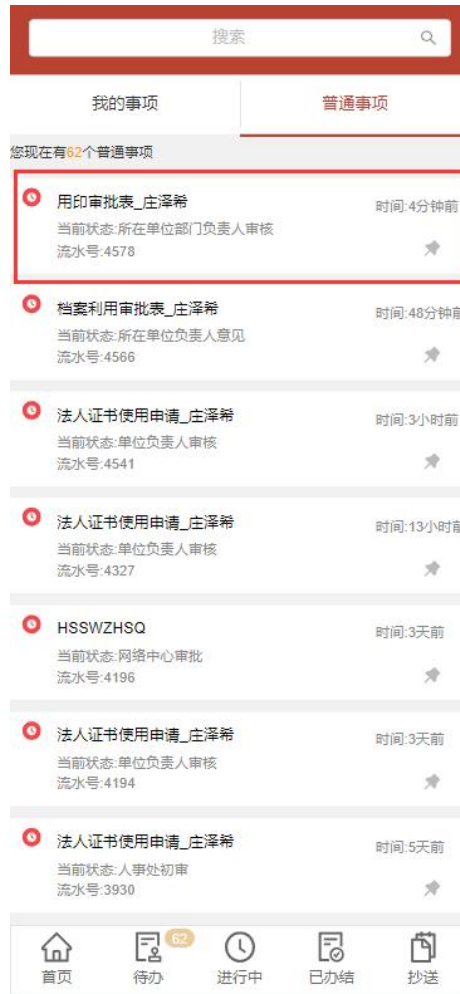 搜索
我的事项 普通事项
您现在有62个普通事项
用印审批表_庄泽希 时间:4分钟前
当前状态:所在单位部门负责人审核
流水号:4578
档案利用审批表_庄泽希 时间:48分钟前
当前状态:所在单位负责人意见
流水号:4566
法人证书使用申请_庄泽希 时间:3小时前
当前状态:单位负责人审核
流水号:4541
法人证书使用申请_庄泽希 时间:13小时前
当前状态:单位负责人审核
流水号:4327
HSSWZHSQ 时间:3天前
当前状态:网络中心审批
流水号:4196
法人证书使用申请_庄泽希 时间:3天前
当前状态:单位负责人审核
流水号:4194
法人证书使用申请_庄泽希 时间:5天前
当前状态:人事处初审
流水号:3930
62
首页 待办 进行中 已办结 抄送